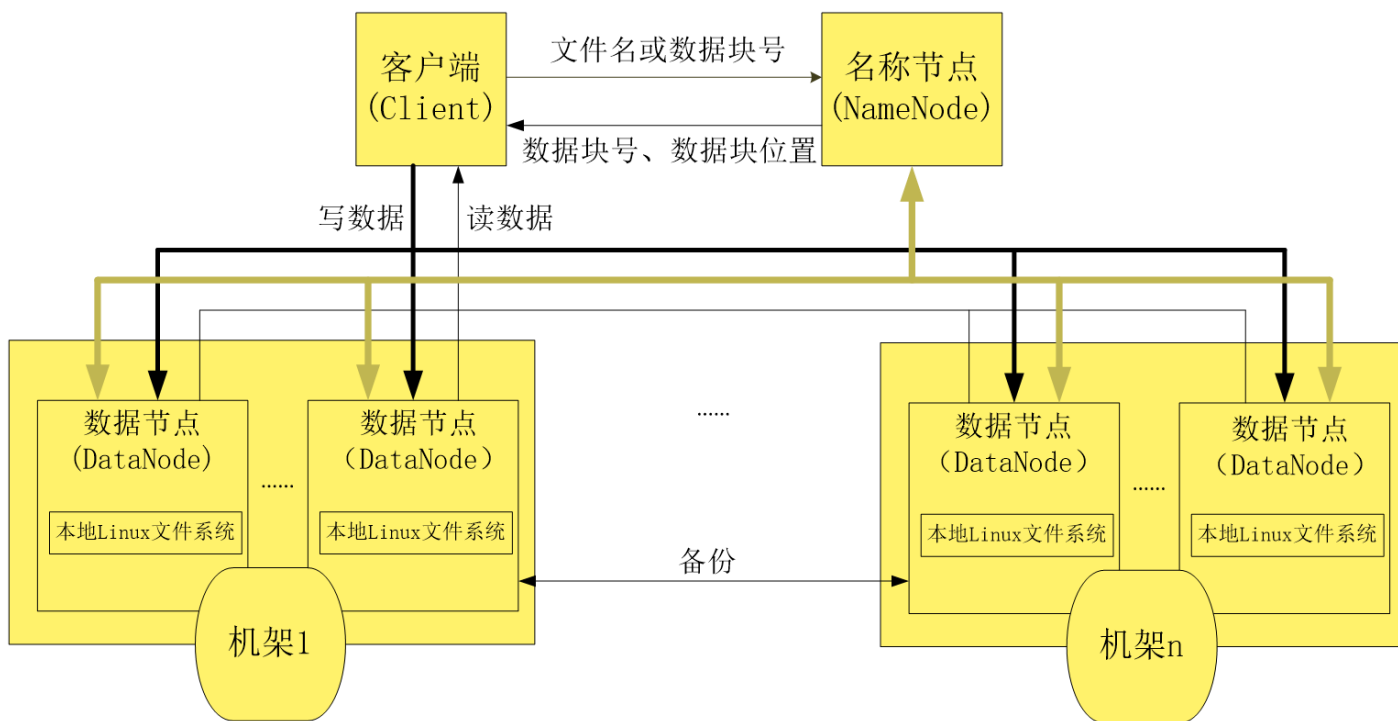 客户端
(Client)
文件名或数据块号
名称节点
(NameNode)
数据块号、数据块位置
写数据
读数据
数据节点
(DataNode)
......
本地Linux文件系统
数据节点
（DataNode）
本地Linux文件系统
机架1
......
备份
数据节点
（DataNode）
......
本地Linux文件系统
数据节点
（DataNode）
本地Linux文件系统
机架n